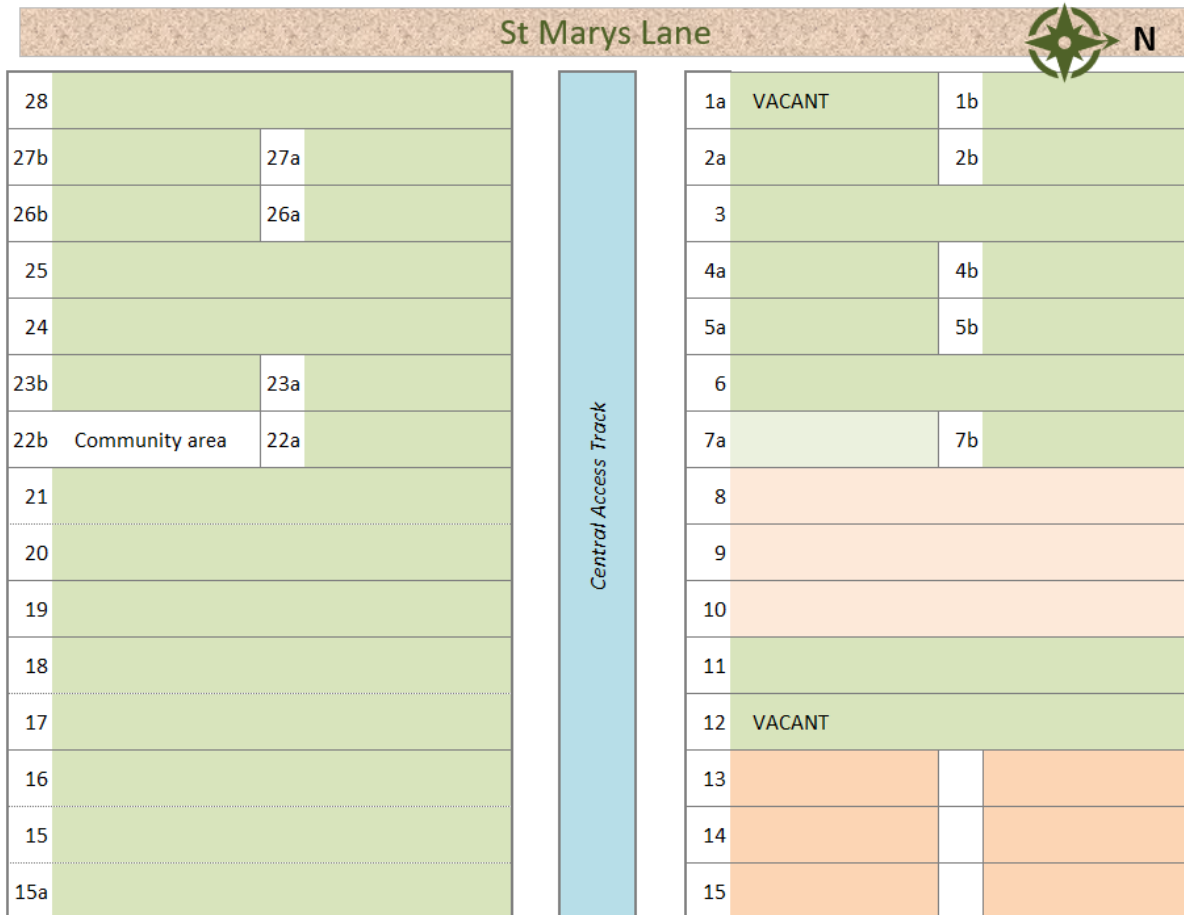 St Marys Lane
N
28
27b 27a
26b 26a
25
24
23b 23a
22b Community area 22a
21
20
19
18
17
16
15
15a
Central Access Track
1a VACANT 1b
2a 2b
3
4a 4b
5a 5b
6
7a 7b
8
9
10
11
12 VACANT
13
14
15